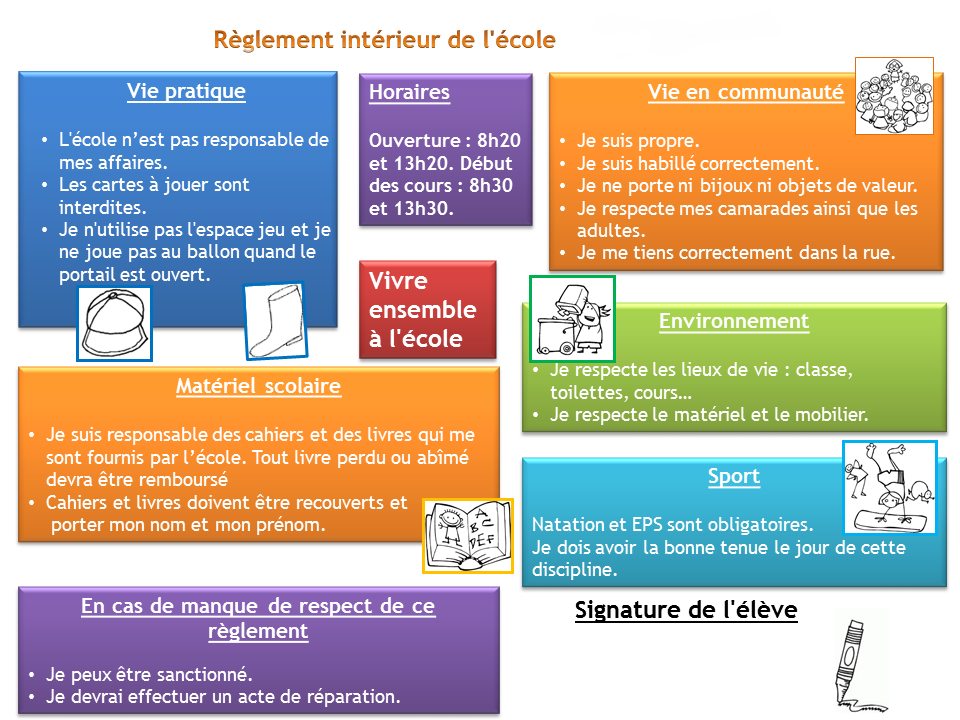 Règlement intérieur de l'école
Vie pratique
• L'école n’est pas responsable de
mes affaires.
• Les cartes à jouer sont
interdites.
• Je n'utilise pas l'espace jeu et je
ne joue pas au ballon quand le
portail est ouvert.
Horaires
Ouverture : 8h20
et 13h20. Début
des cours : 8h30
et 13h30.
Vie en communauté
• Je suis propre.
• Je suis habillé correctement.
• Je ne porte ni bijoux ni objets de valeur.
• Je respecte mes camarades ainsi que les
adultes.
• Je me tiens correctement dans la rue.
Vivre
ensemble
à l'école
Environnement
• Je respecte les lieux de vie : classe,
toilettes, cours…
• Je respecte le matériel et le mobilier.
Matériel scolaire
• Je suis responsable des cahiers et des livres qui me
sont fournis par l’école. Tout livre perdu ou abîmé
devra être remboursé
• Cahiers et livres doivent être recouverts et
porter mon nom et mon prénom.
A
B
C
A
C
DEF
Sport
Natation et EPS sont obligatoires.
Je dois avoir la bonne tenue le jour de cette
discipline.
En cas de manque de respect de ce
règlement
• Je peux être sanctionné.
• Je devrai effectuer un acte de réparation.
Signature de l'élève